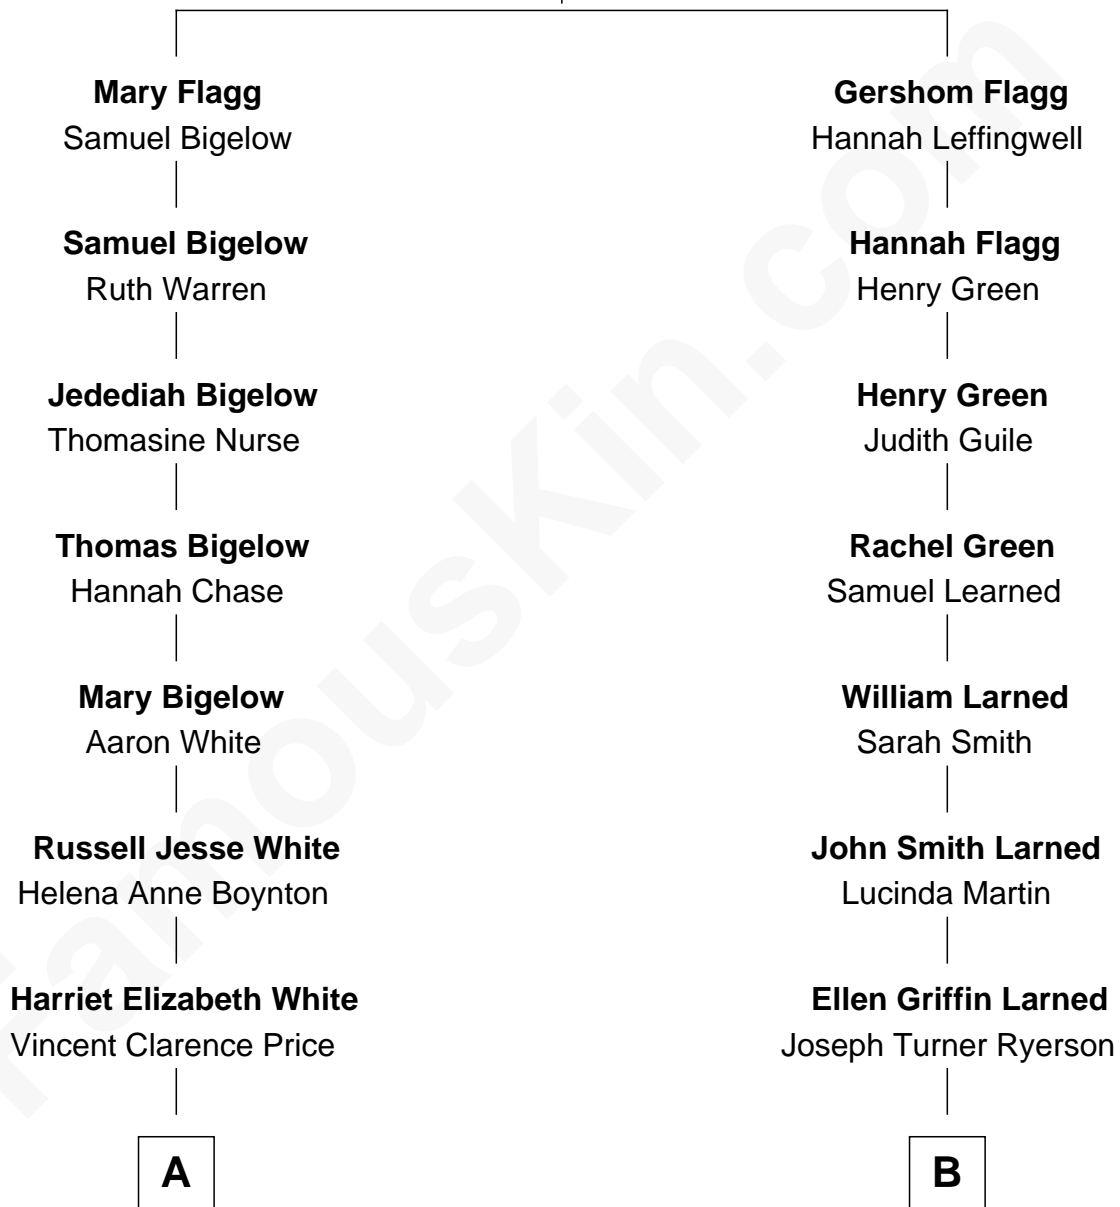 Mary Flagg
Samuel Bigelow
Samuel Bigelow
Ruth Warren
Jedediah Bigelow
Thomasine Nurse
Thomas Bigelow
Hannah Chase
Mary Bigelow
Aaron White
Russell Jesse White
Helena Anne Boynton
Harriet Elizabeth White
Vincent Clarence Price
A
Gershom Flagg
Hannah Leffingwell
Hannah Flagg
Henry Green
Henry Green
Judith Guile
Rachel Green
Samuel Learned
William Larned
Sarah Smith
John Smith Larned
Lucinda Martin
Ellen Griffin Larned
Joseph Turner Ryerson
B
FamousKin.com